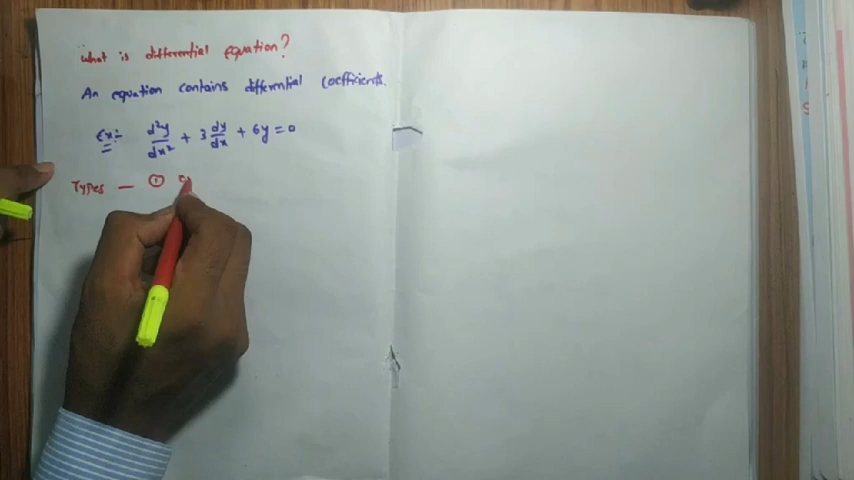 What is differential equation?
An equation contains differential coefficients.
Ex:- d²y/dx² + 3 dy/dx + 6y = 0
Types — ①